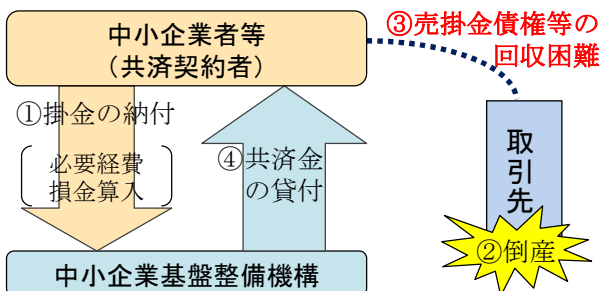 中小企業者等
（共済契約者）
③売掛金債権等の
回収困難
①掛金の納付
必要経費
損金算入
④共済金
の貸付
取引先
②倒産
中小企業基盤整備機構